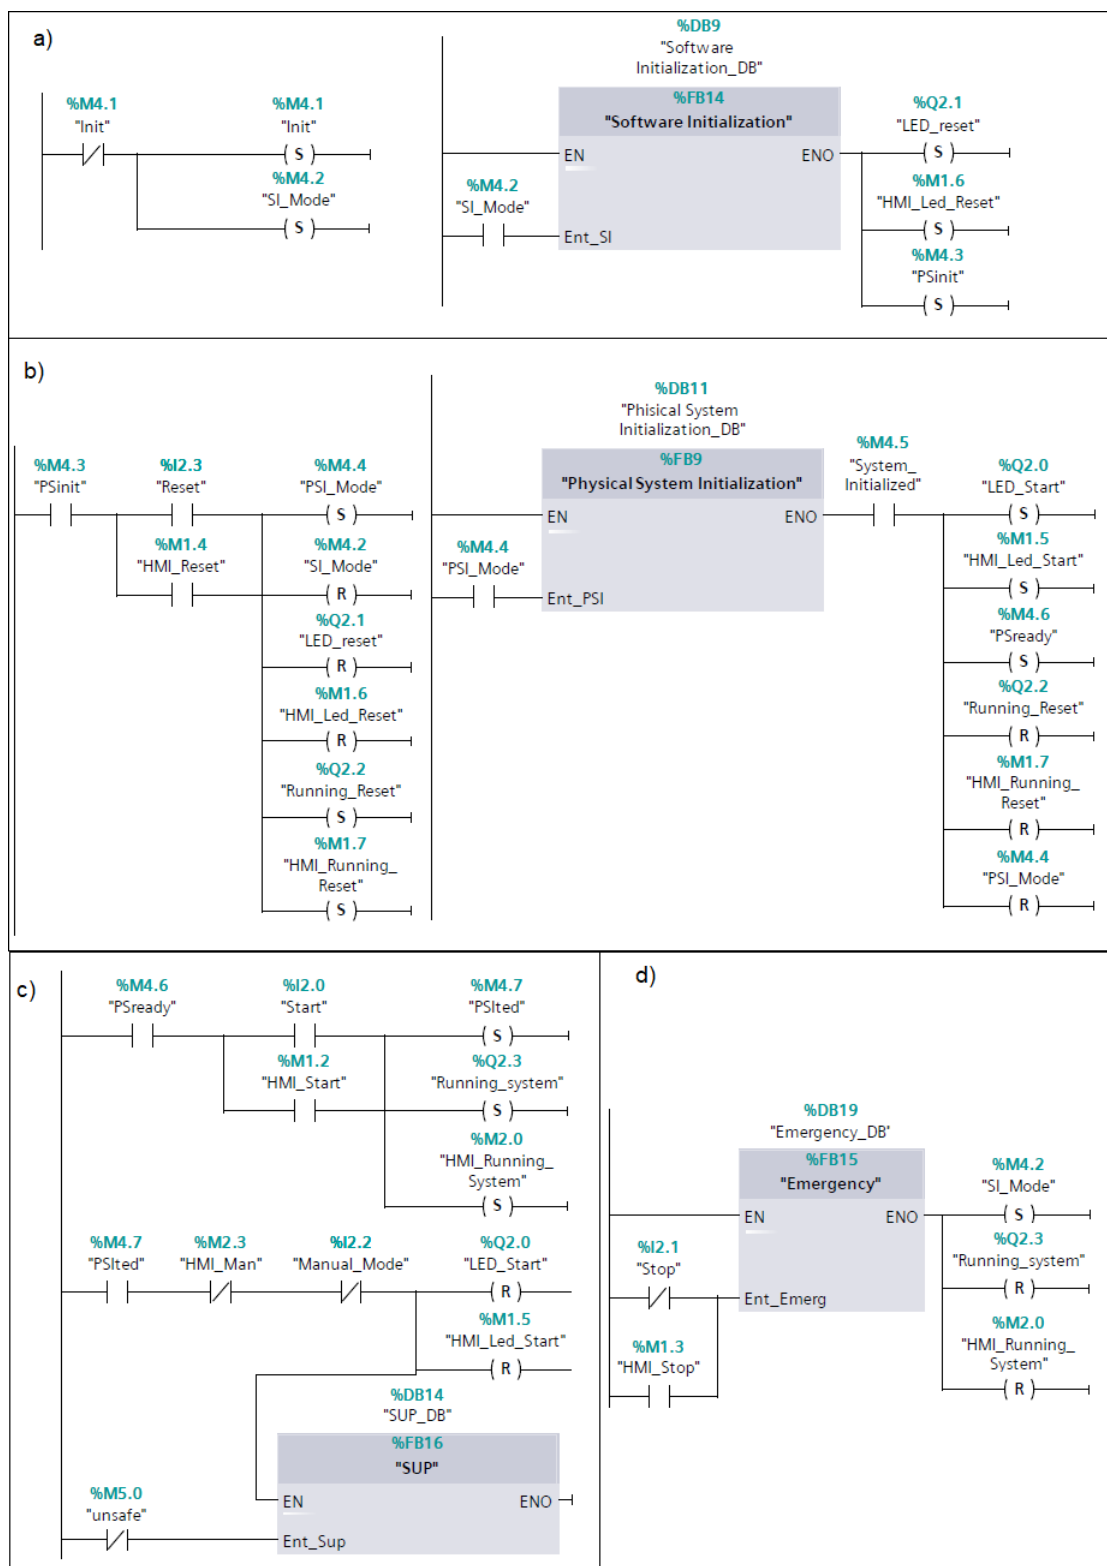 a)
%M4.1
"Init"
%M4.1
"Init"
( S )
%M4.2
"SI_Mode"
( S )
%DB9
"Software
Initialization_DB"
%FB14
"Software Initialization"
EN
ENO
%M4.2
"SI_Mode"
Ent_SI
%Q2.1
"LED_reset"
( S )
%M1.6
"HMI_Led_Reset"
( S )
%M4.3
"PSinit"
( S )
b)
%M4.3
"PSinit"
%I2.3
"Reset"
%M1.4
"HMI_Reset"
%M4.4
"PSI_Mode"
( S )
%M4.2
"SI_Mode"
( R )
%Q2.1
"LED_reset"
( R )
%M1.6
"HMI_Led_Reset"
( R )
%Q2.2
"Running_Reset"
( S )
%M1.7
"HMI_Running_
Reset"
( S )
%DB11
"Phisical System
Initialization_DB"
%FB9
"Physical System Initialization"
EN
ENO
%M4.4
"PSI_Mode"
Ent_PSI
%M4.5
"System_
Initialized"
%Q2.0
"LED_Start"
( S )
%M1.5
"HMI_Led_Start"
( S )
%M4.6
"PSready"
( S )
%Q2.2
"Running_Reset"
( R )
%M1.7
"HMI_Running_
Reset"
( R )
%M4.4
"PSI_Mode"
( R )
c)
%M4.6
"PSready"
%I2.0
"Start"
%M1.2
"HMI_Start"
%M4.7
"PSIted"
( S )
%Q2.3
"Running_system"
( S )
%M2.0
"HMI_Running_
System"
( S )
%M4.7
"PSIted"
%M2.3
"HMI_Man"
%I2.2
"Manual_Mode"
%Q2.0
"LED_Start"
( R )
%M1.5
"HMI_Led_Start"
( R )
%DB14
"SUP_DB"
%FB16
"SUP"
EN
ENO
%M5.0
"unsafe"
Ent_Sup
d)
%DB19
"Emergency_DB'
%FB15
"Emergency"
EN
ENO
%I2.1
"Stop"
%M1.3
"HMI_Stop"
Ent_Emerg
%M4.2
"SI_Mode"
( S )
%Q2.3
"Running_system"
( R )
%M2.0
"HMI_Running_
System"
( R )